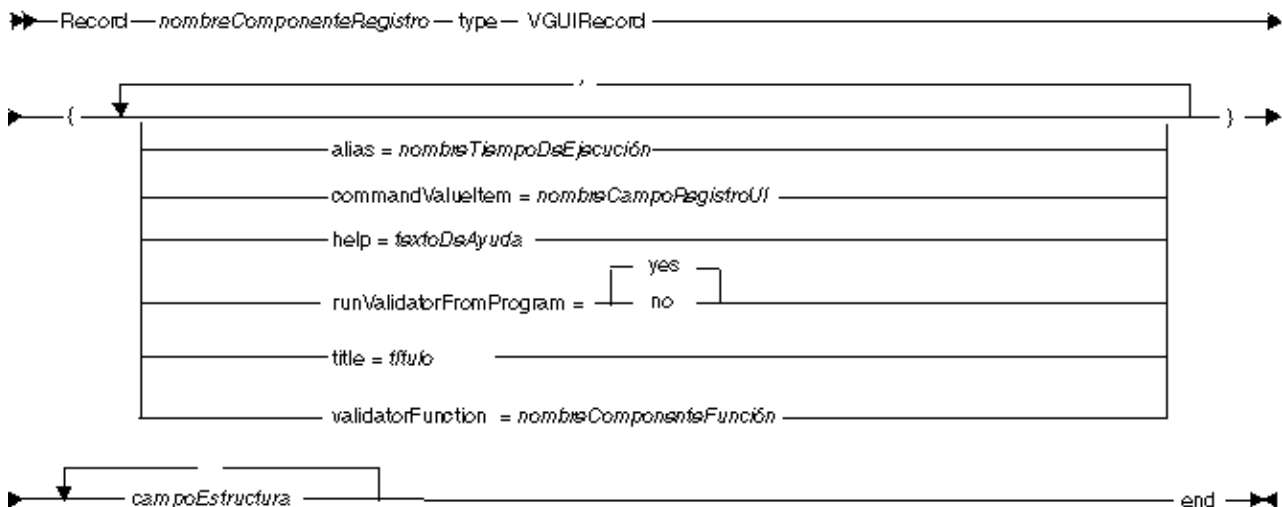 Record nombreComponenteRegistro type VGUIRecord
,
{ }
alias = nombreTiempoDeEjecución
commandValueItem = nombreCampoRegistroUI
help = textoDeAyuda
yes
runValidatorFromProgram = no
title = título
validatorFunction = nombreComponenteFunción
campoEstructura end